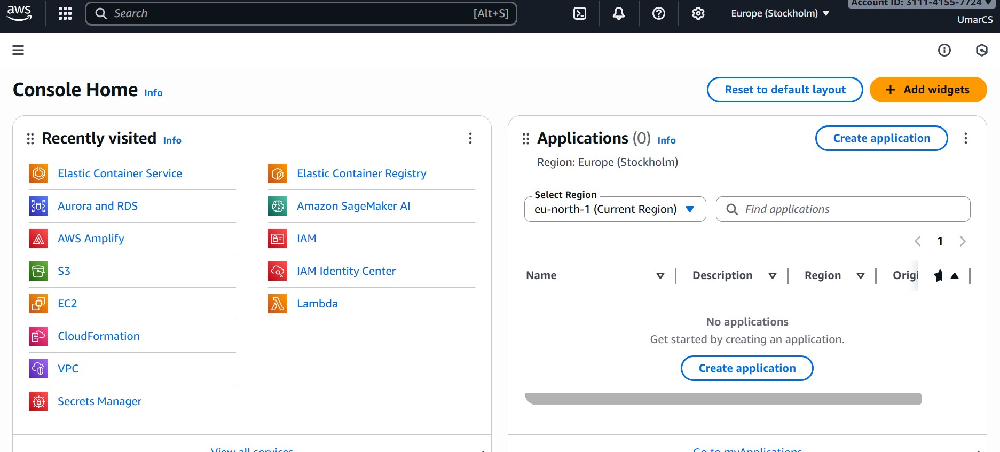 aws
Search [Alt+S]
Europe (Stockholm)
Account ID: 3111-4155-7724
UmarCS
Console Home Info
Reset to default layout
Add widgets
Recently visited Info
Elastic Container Service
Aurora and RDS
AWS Amplify
S3
EC2
CloudFormation
VPC
Secrets Manager
Elastic Container Registry
Amazon SageMaker AI
IAM
IAM Identity Center
Lambda
View all services
Applications (0) Info
Create application
Region: Europe (Stockholm)
Select Region
eu-north-1 (Current Region)
Find applications
1
Name Description Region Origi
No applications
Get started by creating an application.
Create application
Go to myApplications